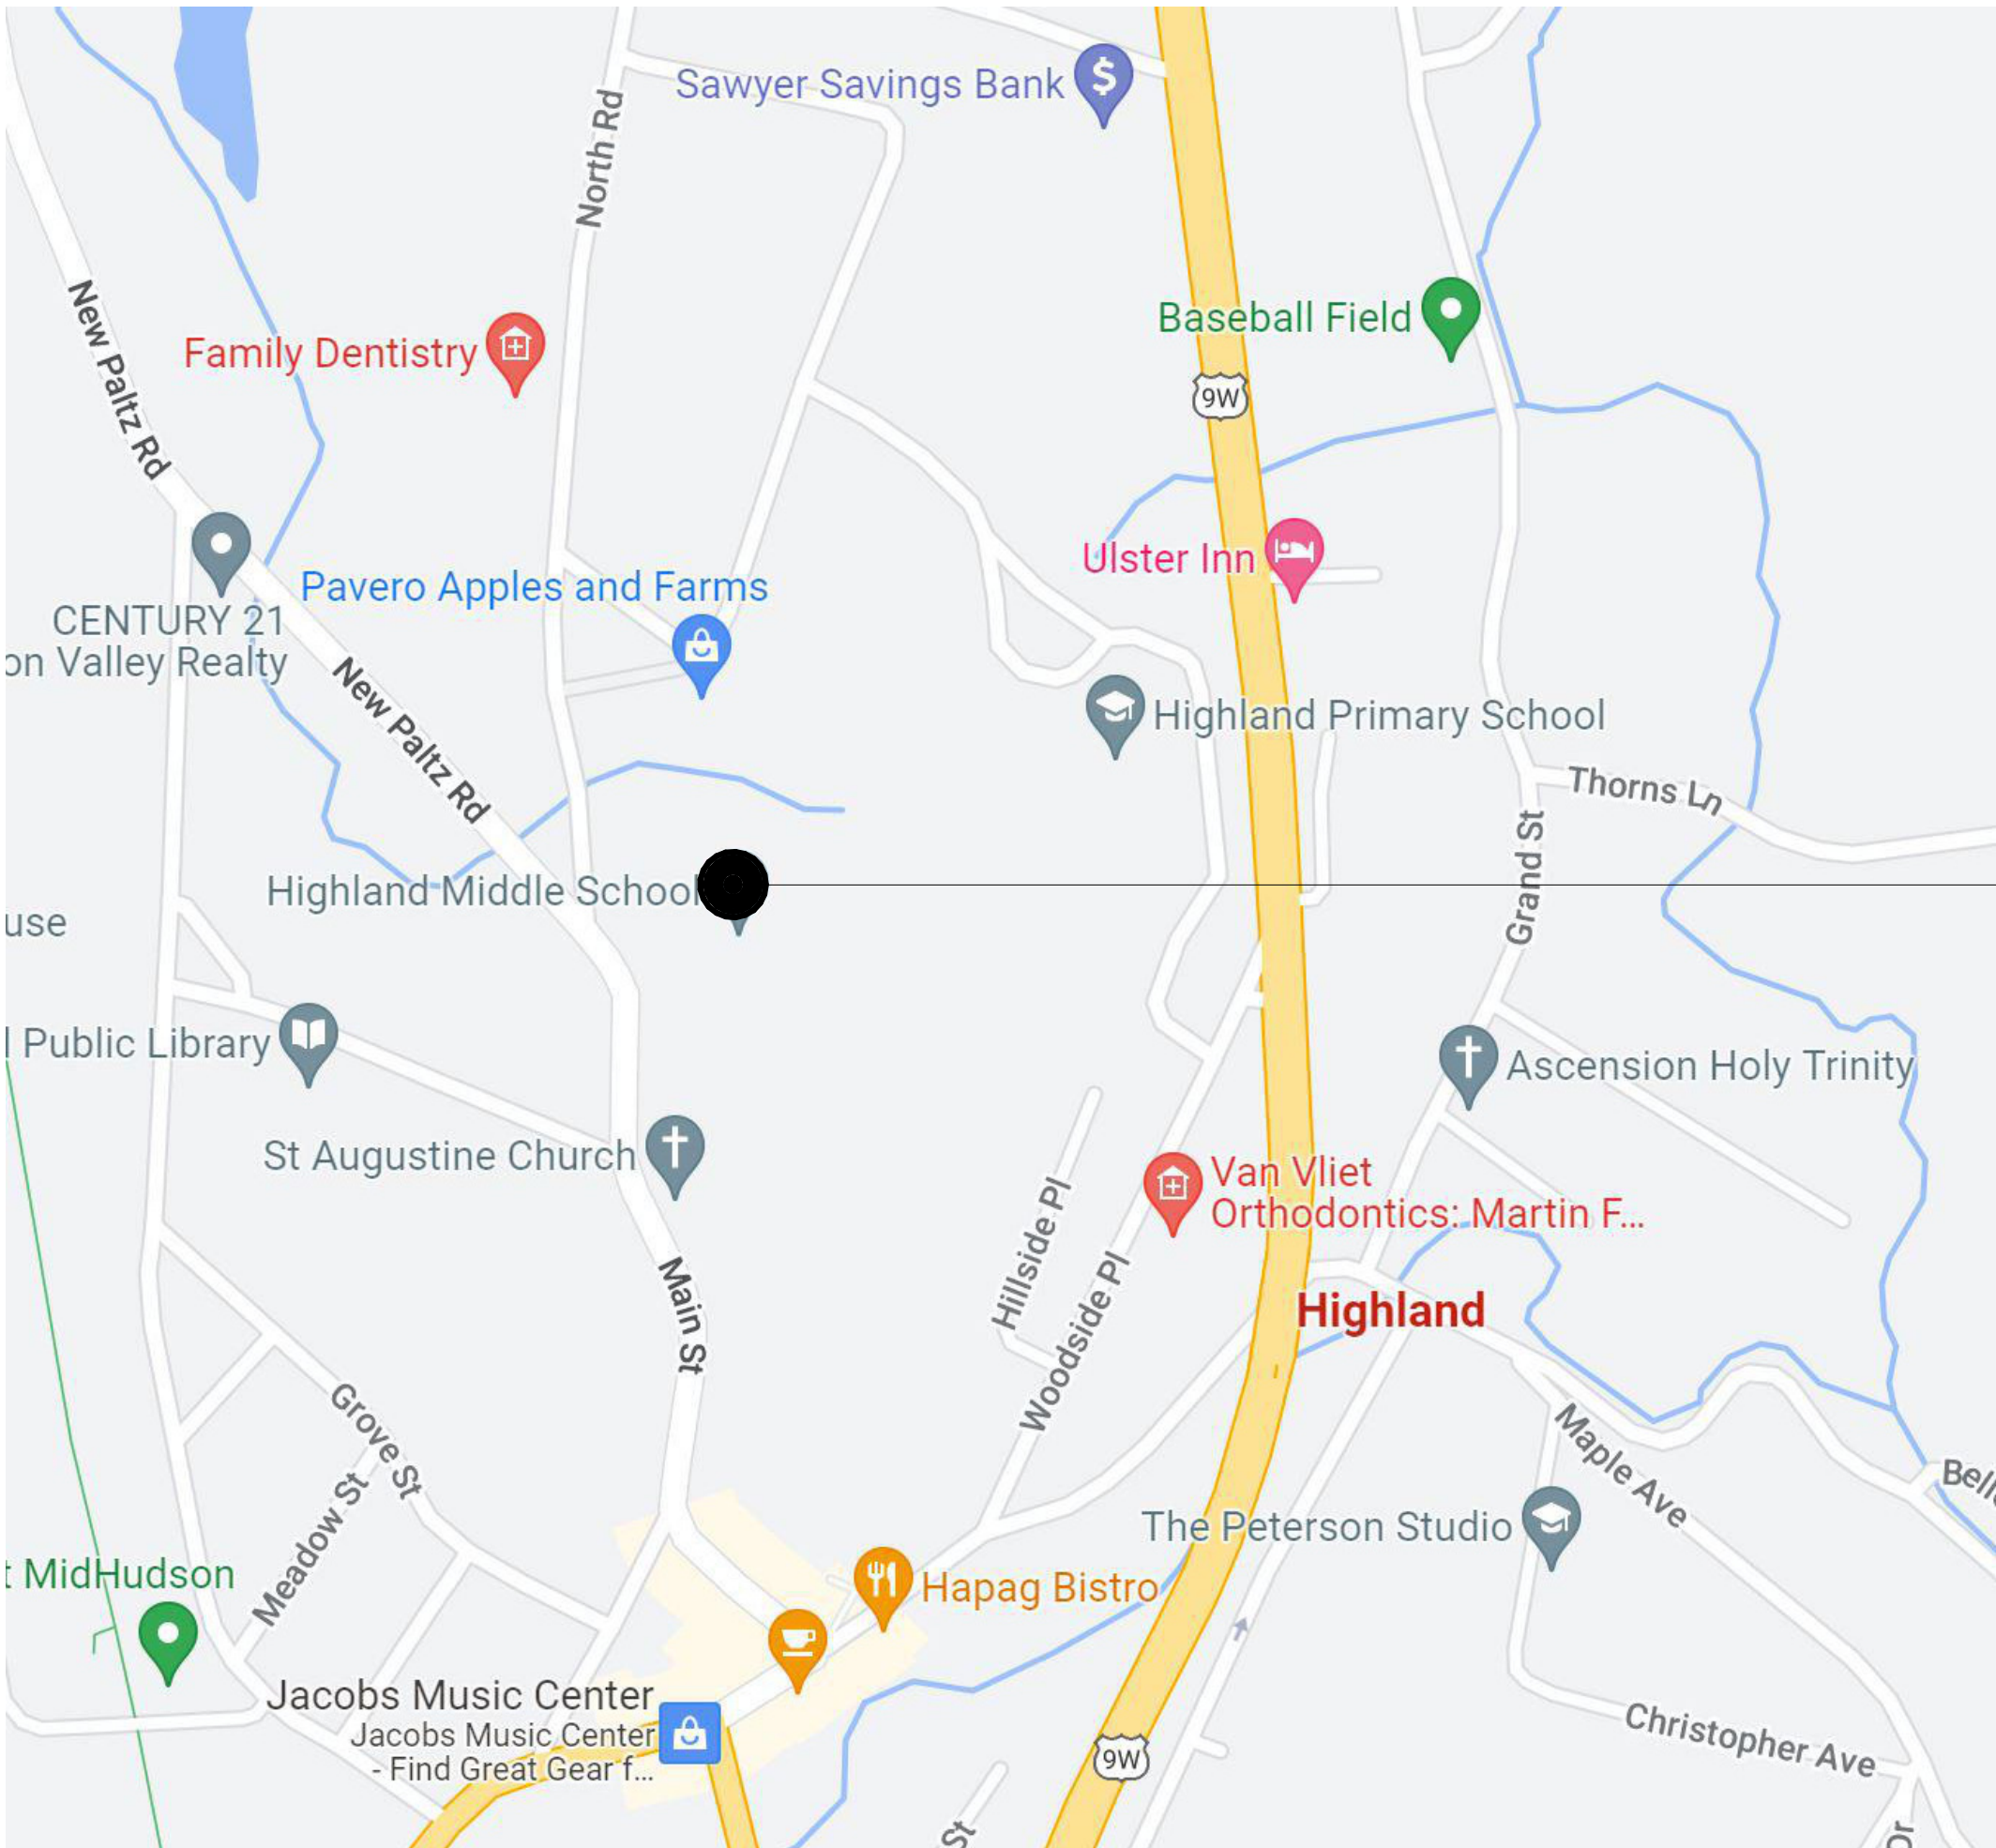 Sawyer Savings Bank
North Rd
New Paltz Rd
Family Dentistry
Baseball Field
9W
Ulster Inn
Pavero Apples and Farms
CENTURY 21
on Valley Realty
New Paltz Rd
Highland Primary School
Thorns Ln
Grand St
Highland Middle School
use
l Public Library
Ascension Holy Trinity
St Augustine Church
Van Vliet
Orthodontics: Martin F...
Hillside Pl
Woodside Pl
Main St
Highland
Grove St
Maple Ave
Meadow St
Belle
The Peterson Studio
t MidHudson
Hapag Bistro
Jacobs Music Center
Jacobs Music Center
- Find Great Gear f...
9W
Christopher Ave
St
Dr